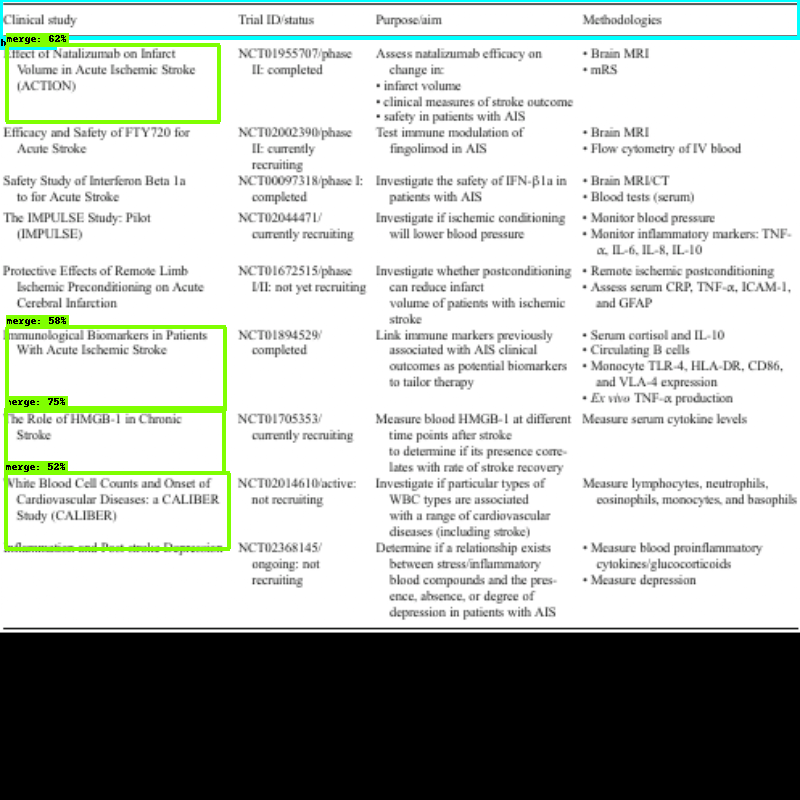 Clinical study Trial ID/status Purpose/aim Methodologies
merge: 62%
Effect of Natalizumab on Infarct NCT01955707/phase Assess natalizumab efficacy on • Brain MRI
Volume in Acute Ischemic Stroke II: completed change in: • mRS
(ACTION) • infarct volume
• clinical measures of stroke outcome
• safety in patients with AIS
Efficacy and Safety of FTY720 for NCT02002390/phase Test immune modulation of • Brain MRI
Acute Stroke II: currently fingolimod in AIS • Flow cytometry of IV blood
recruiting
Safety Study of Interferon Beta 1a NCT00097318/phase I: Investigate the safety of IFN-β1a in • Brain MRI/CT
to for Acute Stroke completed patients with AIS • Blood tests (serum)
The IMPULSE Study: Pilot NCT02044471/ Investigate if ischemic conditioning • Monitor blood pressure
(IMPULSE) currently recruiting will lower blood pressure • Monitor inflammatory markers: TNF-
α, IL-6, IL-8, IL-10
Protective Effects of Remote Limb NCT01672515/phase Investigate whether postconditioning • Remote ischemic postconditioning
Ischemic Preconditioning on Acute I/II: not yet recruiting can reduce infarct • Assess serum CRP, TNF-α, ICAM-1,
Cerebral Infarction volume of patients with ischemic and GFAP
stroke
merge: 58%
Immunological Biomarkers in Patients NCT01894529/ Link immune markers previously • Serum cortisol and IL-10
With Acute Ischemic Stroke completed associated with AIS clinical • Circulating B cells
outcomes as potential biomarkers • Monocyte TLR-4, HLA-DR, CD86,
to tailor therapy and VLA-4 expression
• Ex vivo TNF-α production
merge: 75%
The Role of HMGB-1 in Chronic NCT01705353/ Measure blood HMGB-1 at different Measure serum cytokine levels
Stroke currently recruiting time points after stroke
to determine if its presence corre-
lates with rate of stroke recovery
merge: 52%
White Blood Cell Counts and Onset of NCT02014610/active: Investigate if particular types of Measure lymphocytes, neutrophils,
Cardiovascular Diseases: a CALIBER not recruiting WBC types are associated eosinophils, monocytes, and basophils
Study (CALIBER) with a range of cardiovascular
diseases (including stroke)
Inflammation and Post-stroke Depression NCT02368145/ Determine if a relationship exists • Measure blood proinflammatory
ongoing: not between stress/inflammatory cytokines/glucocorticoids
recruiting blood compounds and the pres- • Measure depression
ence, absence, or degree of
depression in patients with AIS